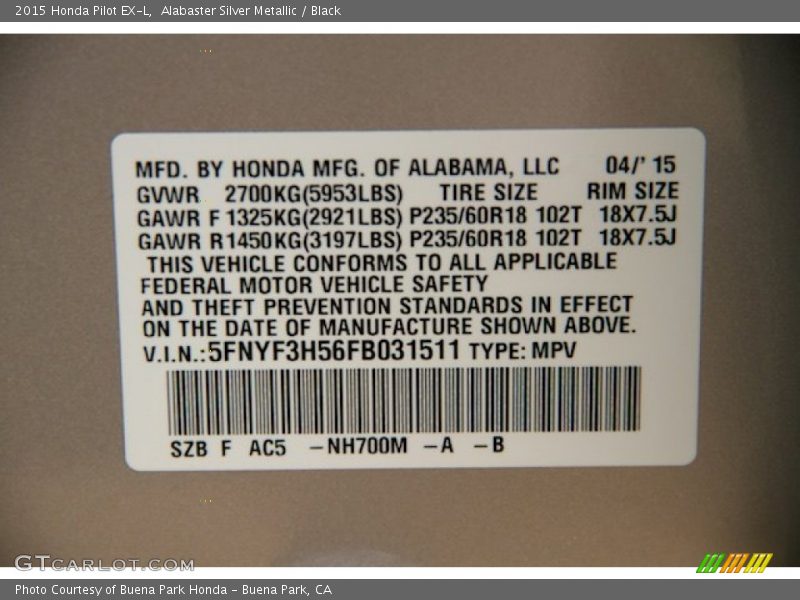 2015 Honda Pilot EX-L, Alabaster Silver Metallic / Black
MFD. BY HONDA MFG. OF ALABAMA, LLC 04/' 15
GVWR 2700KG(5953LBS) TIRE SIZE RIM SIZE
GAWR F 1325KG(2921LBS) P235/60R18 102T 18X7.5J
GAWR R 1450KG(3197LBS) P235/60R18 102T 18X7.5J
THIS VEHICLE CONFORMS TO ALL APPLICABLE
FEDERAL MOTOR VEHICLE SAFETY
AND THEFT PREVENTION STANDARDS IN EFFECT
ON THE DATE OF MANUFACTURE SHOWN ABOVE.
V.I.N.:5FNYF3H56FB031511 TYPE: MPV
SZB F AC5 -NH700M -A -B
GTCARLOT.COM
Photo Courtesy of Buena Park Honda - Buena Park, CA